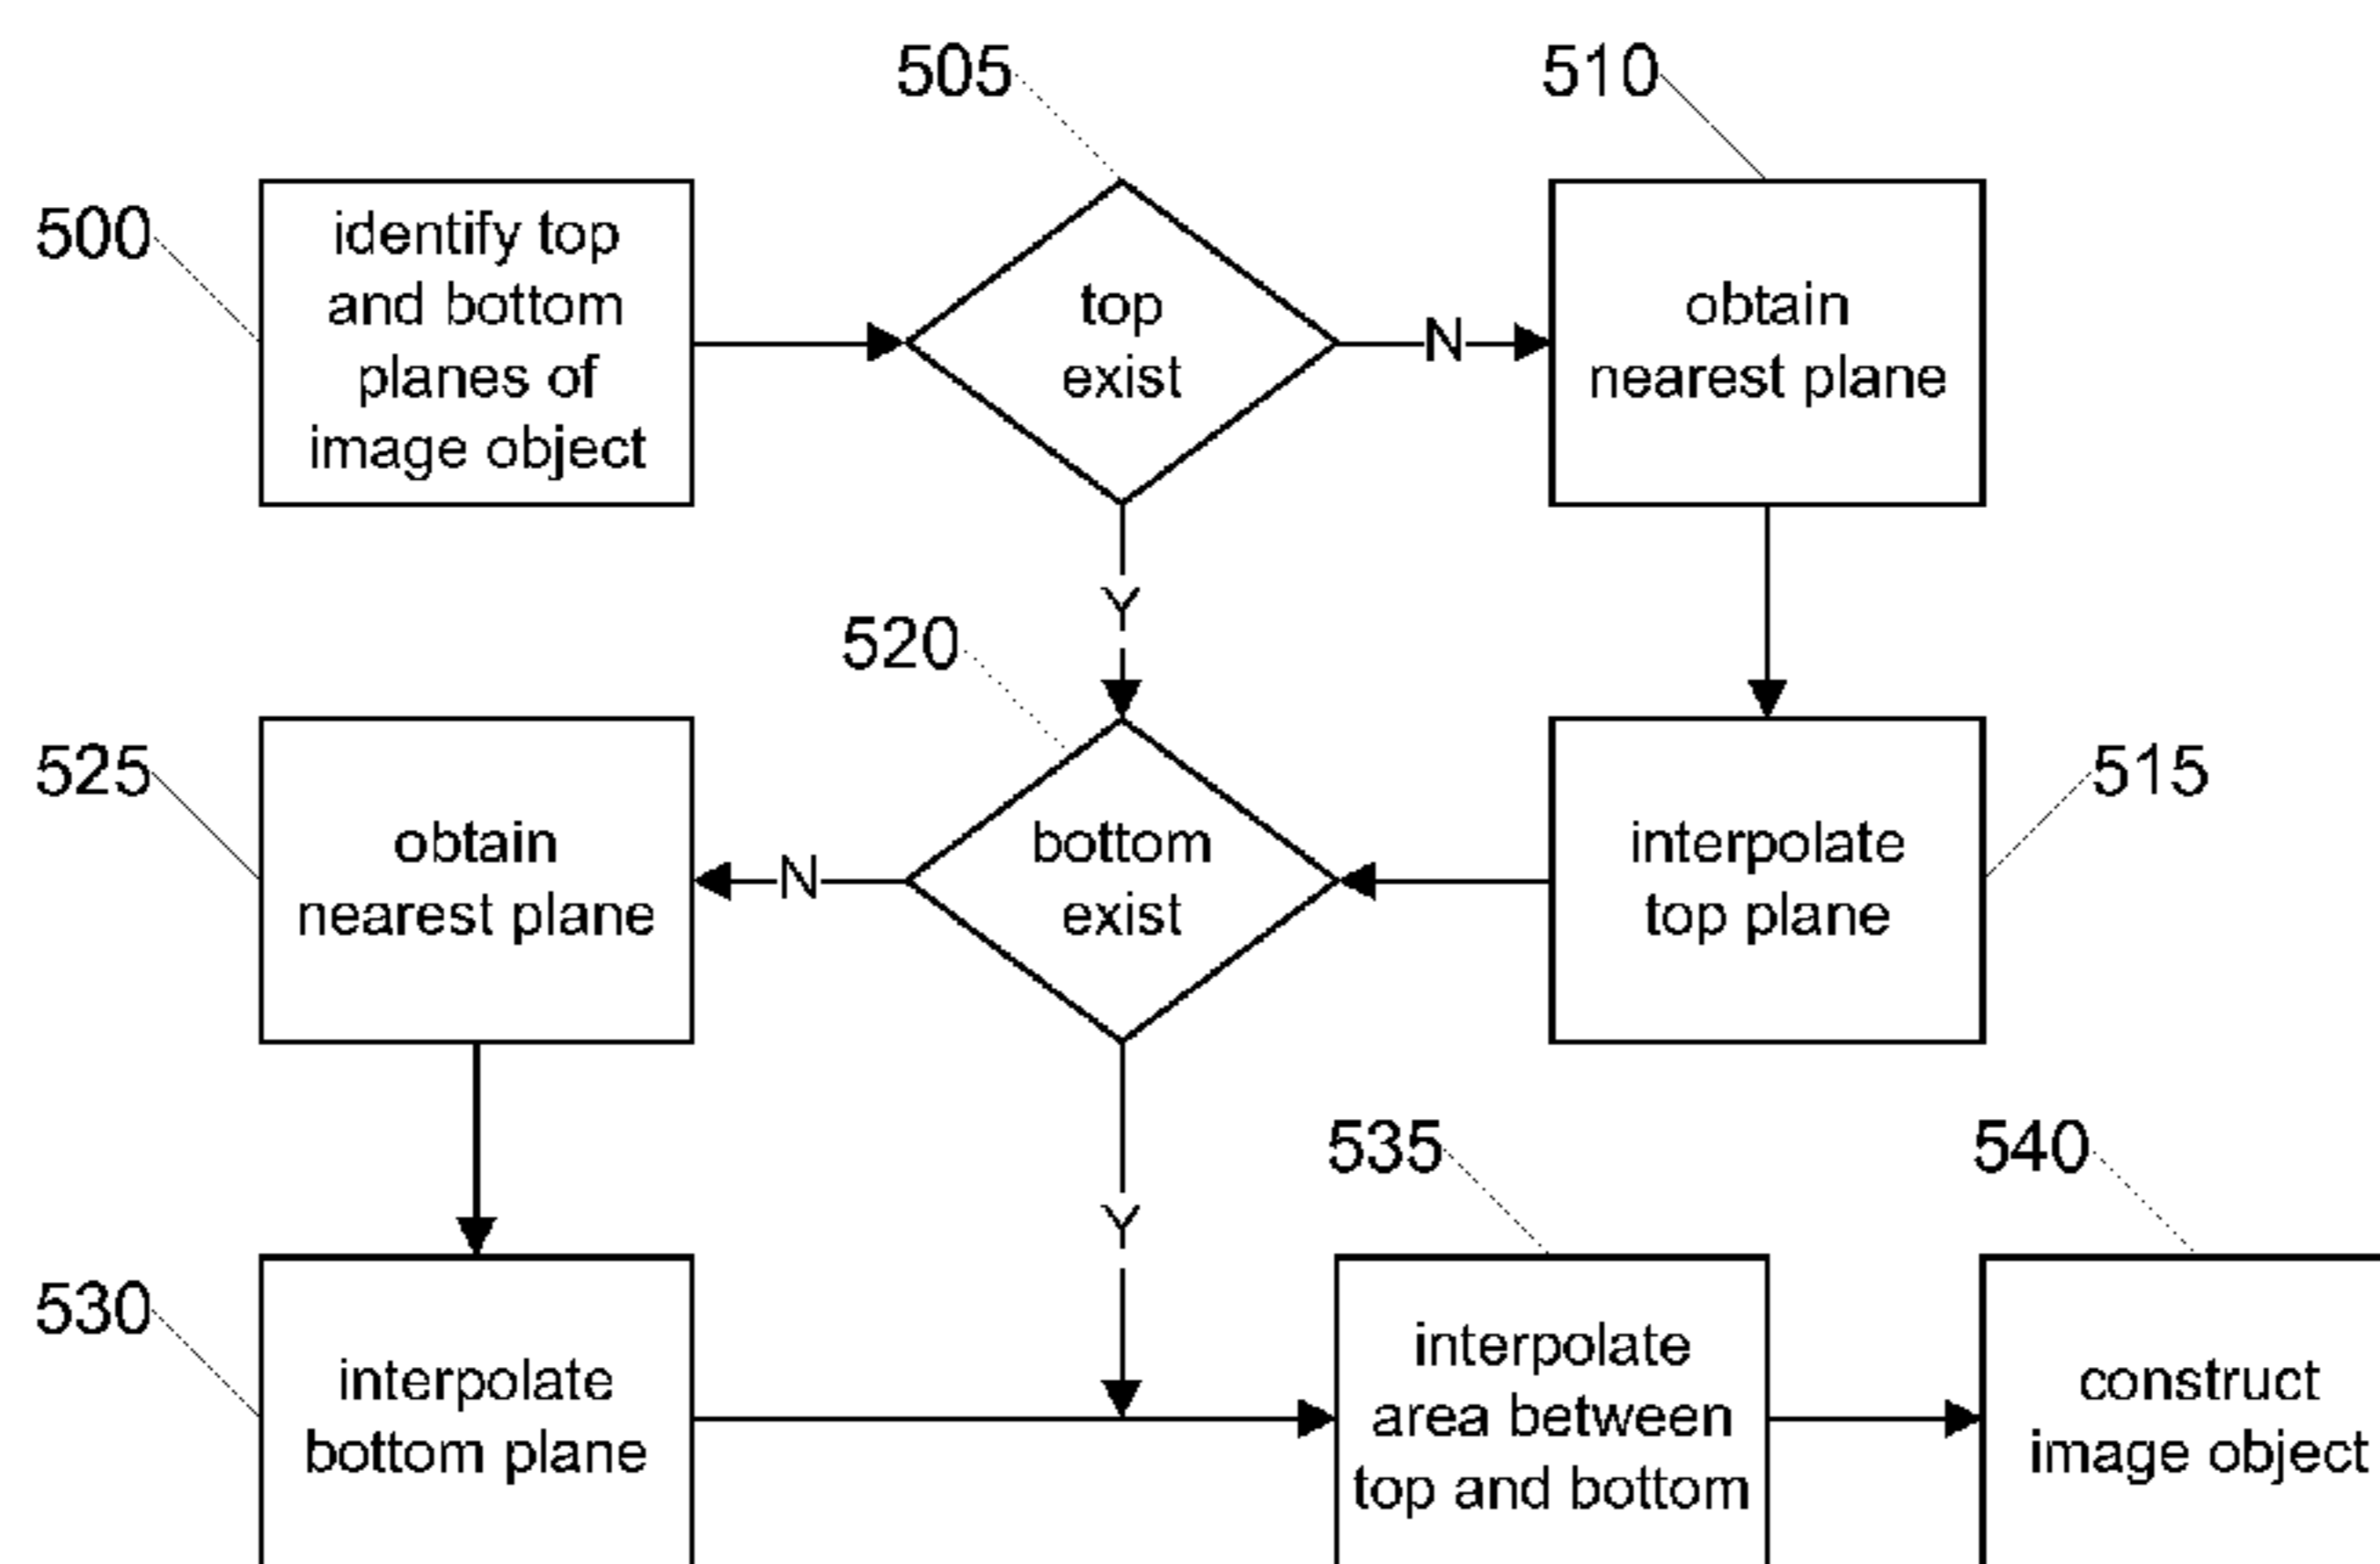 505
510
500
identify top
and bottom
planes of
image object
top
exist
N
obtain
nearest plane
Y
520
525
obtain
nearest plane
N
bottom
exist
interpolate
top plane
515
535
540
Y
530
interpolate
bottom plane
interpolate
area between
top and bottom
construct
image object